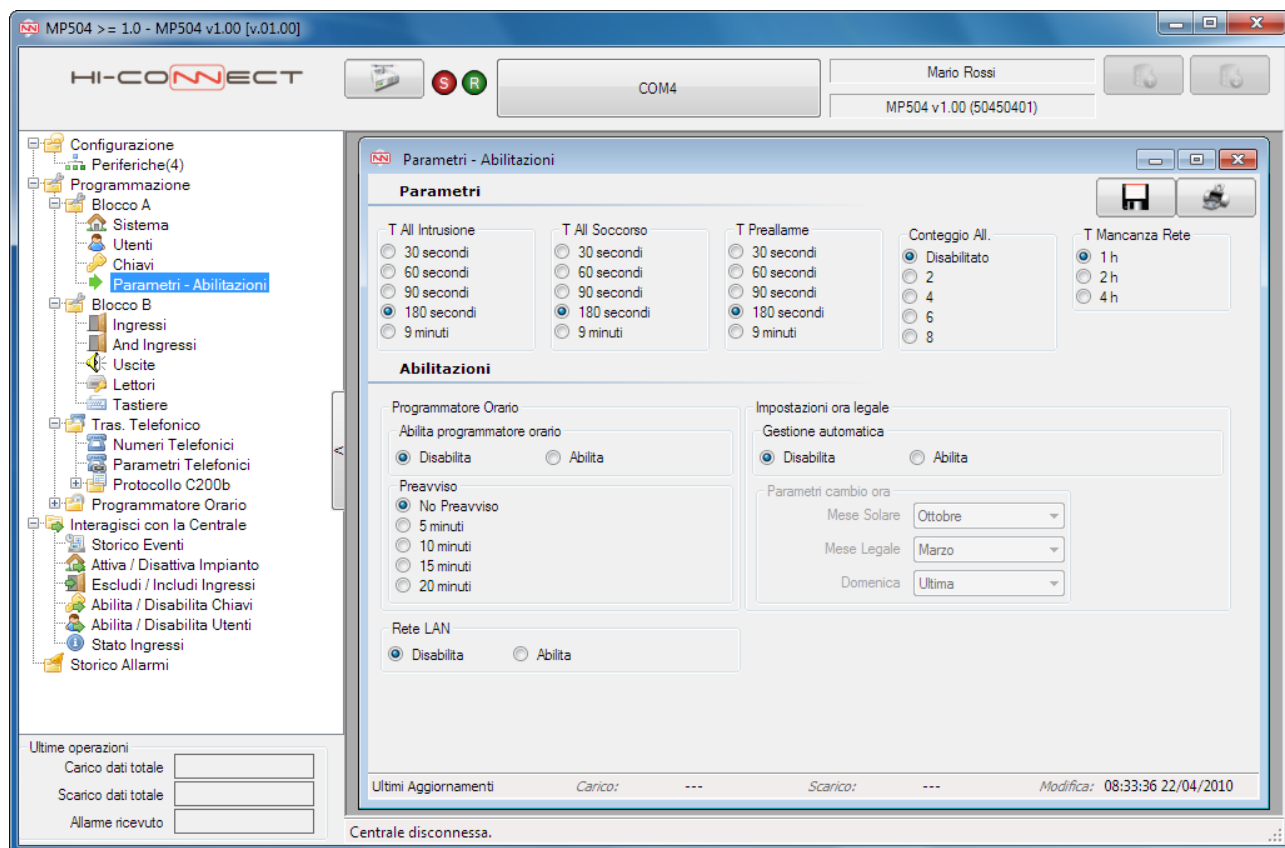 MP504 >= 1.0 - MP504 v1.00 [v.01.00]
HI-CONNECT
S R
COM4
Mario Rossi
MP504 v1.00 (50450401)
Configurazione
Periferiche(4)
Programmazione
Blocco A
Sistema
Utenti
Chiavi
Parametri - Abilitazioni
Blocco B
Ingressi
And Ingressi
Uscite
Lettori
Tastiere
Tras. Telefonico
Numeri Telefonici
Parametri Telefonici
Protocollo C200b
Programmatore Orario
Interagisci con la Centrale
Storico Eventi
Attiva / Disattiva Impianto
Escludi / Includi Ingressi
Abilita / Disabilita Chiavi
Abilita / Disabilita Utenti
Stato Ingressi
Storico Allarmi
Ultime operazioni
Carico dati totale
Scarico dati totale
Allarme ricevuto
<
Parametri - Abilitazioni
Parametri
T All Intrusione
30 secondi
60 secondi
90 secondi
180 secondi
9 minuti
T All Soccorso
30 secondi
60 secondi
90 secondi
180 secondi
9 minuti
T Preallarme
30 secondi
60 secondi
90 secondi
180 secondi
9 minuti
Conteggio All.
Disabilitato
2
4
6
8
T Mancanza Rete
1 h
2 h
4 h
Abilitazioni
Programmatore Orario
Abilita programmatore orario
Disabilita Abilita
Preavviso
No Preavviso
5 minuti
10 minuti
15 minuti
20 minuti
Impostazioni ora legale
Gestione automatica
Disabilita Abilita
Parametri cambio ora
Mese Solare Ottobre
Mese Legale Marzo
Domenica Ultima
Rete LAN
Disabilita Abilita
Ultimi Aggiornamenti Carico: --- Scarico: --- Modifica: 08:33:36 22/04/2010
Centrale disconnessa.